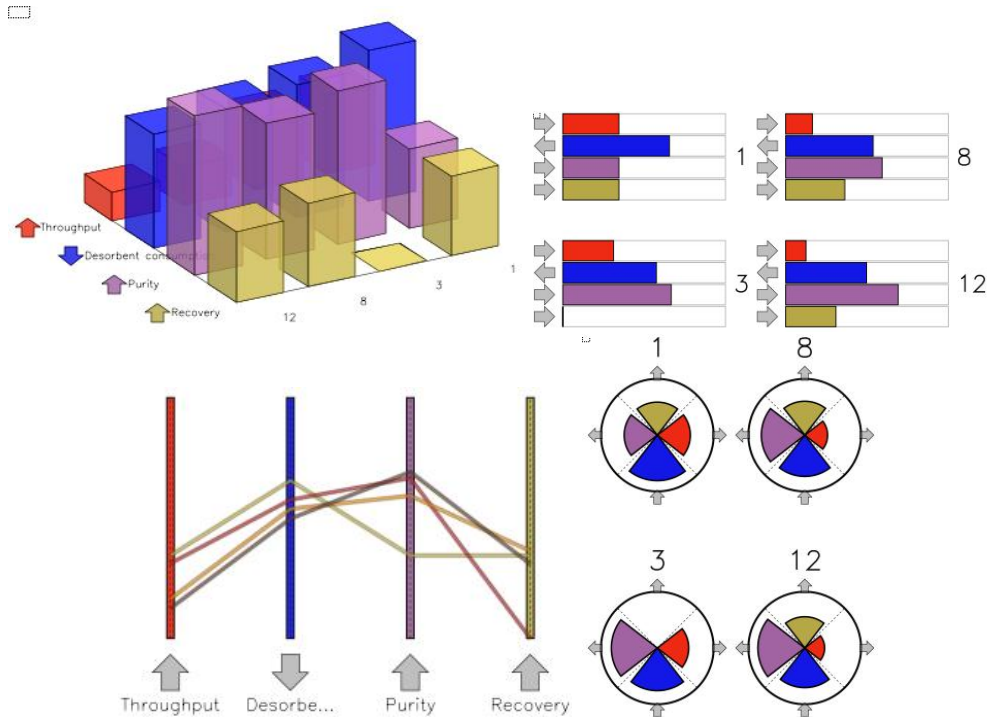 Throughput
Desorbent consumption
Purity
Recovery
12
8
3
1
1
8
3
12
1
8
3
12
Throughput
Desorbe...
Purity
Recovery